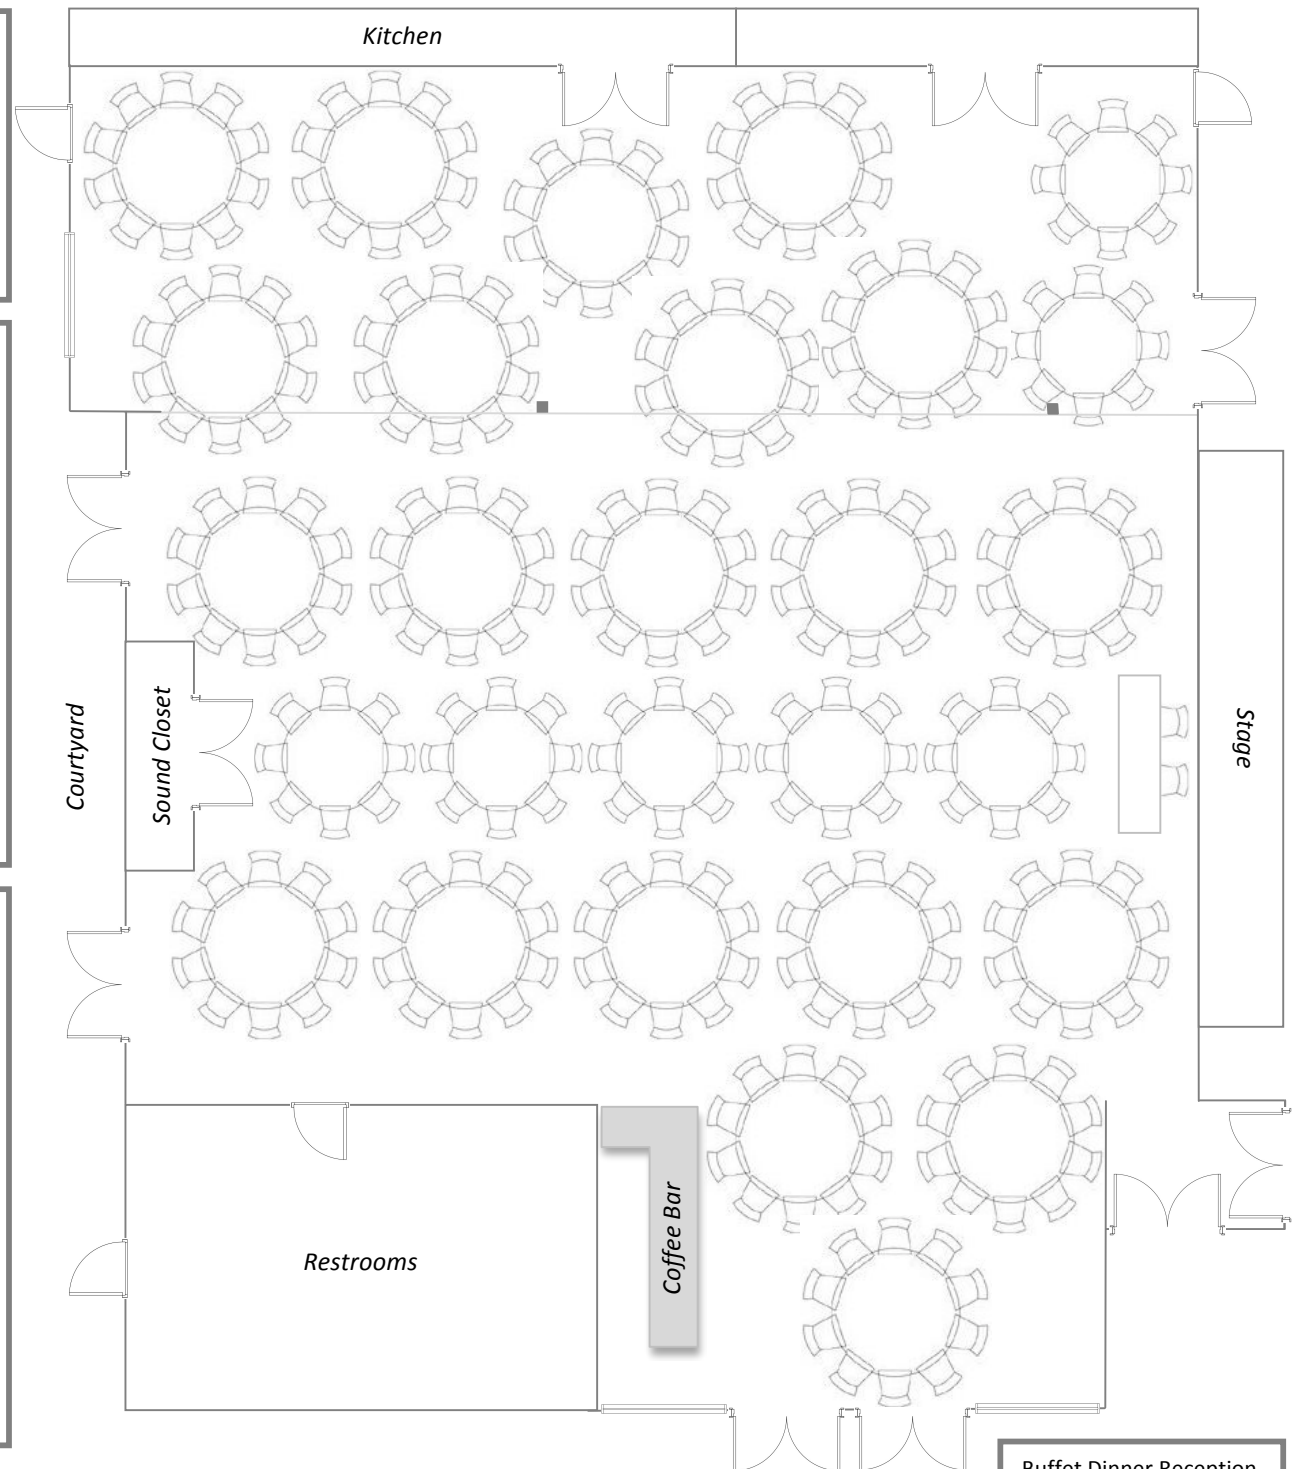 Kitchen
Courtyard
Sound Closet
Stage
Coffee Bar
Restrooms
Buffet Dinner Reception